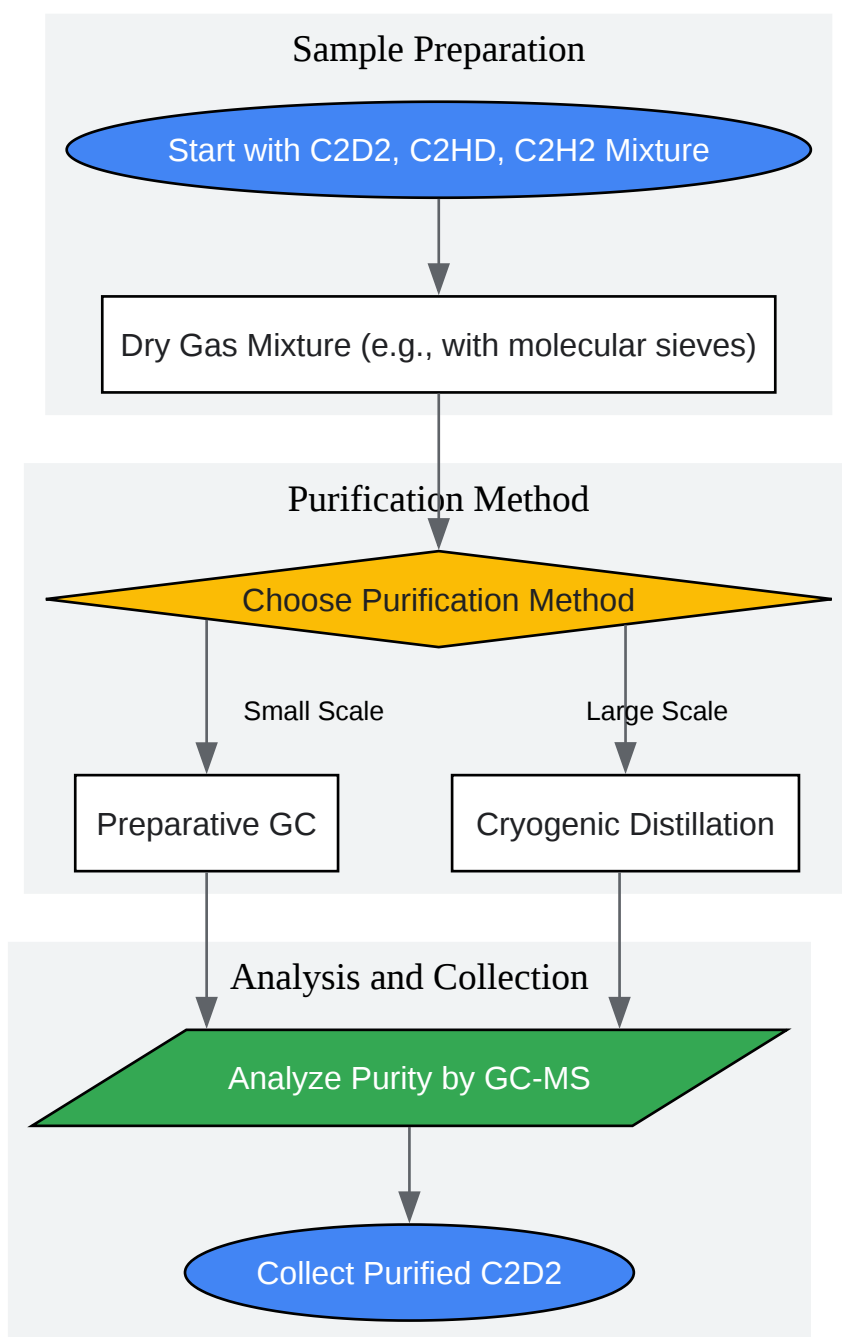 Sample Preparation
Start with C2D2, C2HD, C2H2 Mixture
Dry Gas Mixture (e.g., with molecular sieves)
Purification Method
Choose Purification Method
Small Scale
Large Scale
Preparative GC
Cryogenic Distillation
Analysis and Collection
Analyze Purity by GC-MS
Collect Purified C2D2